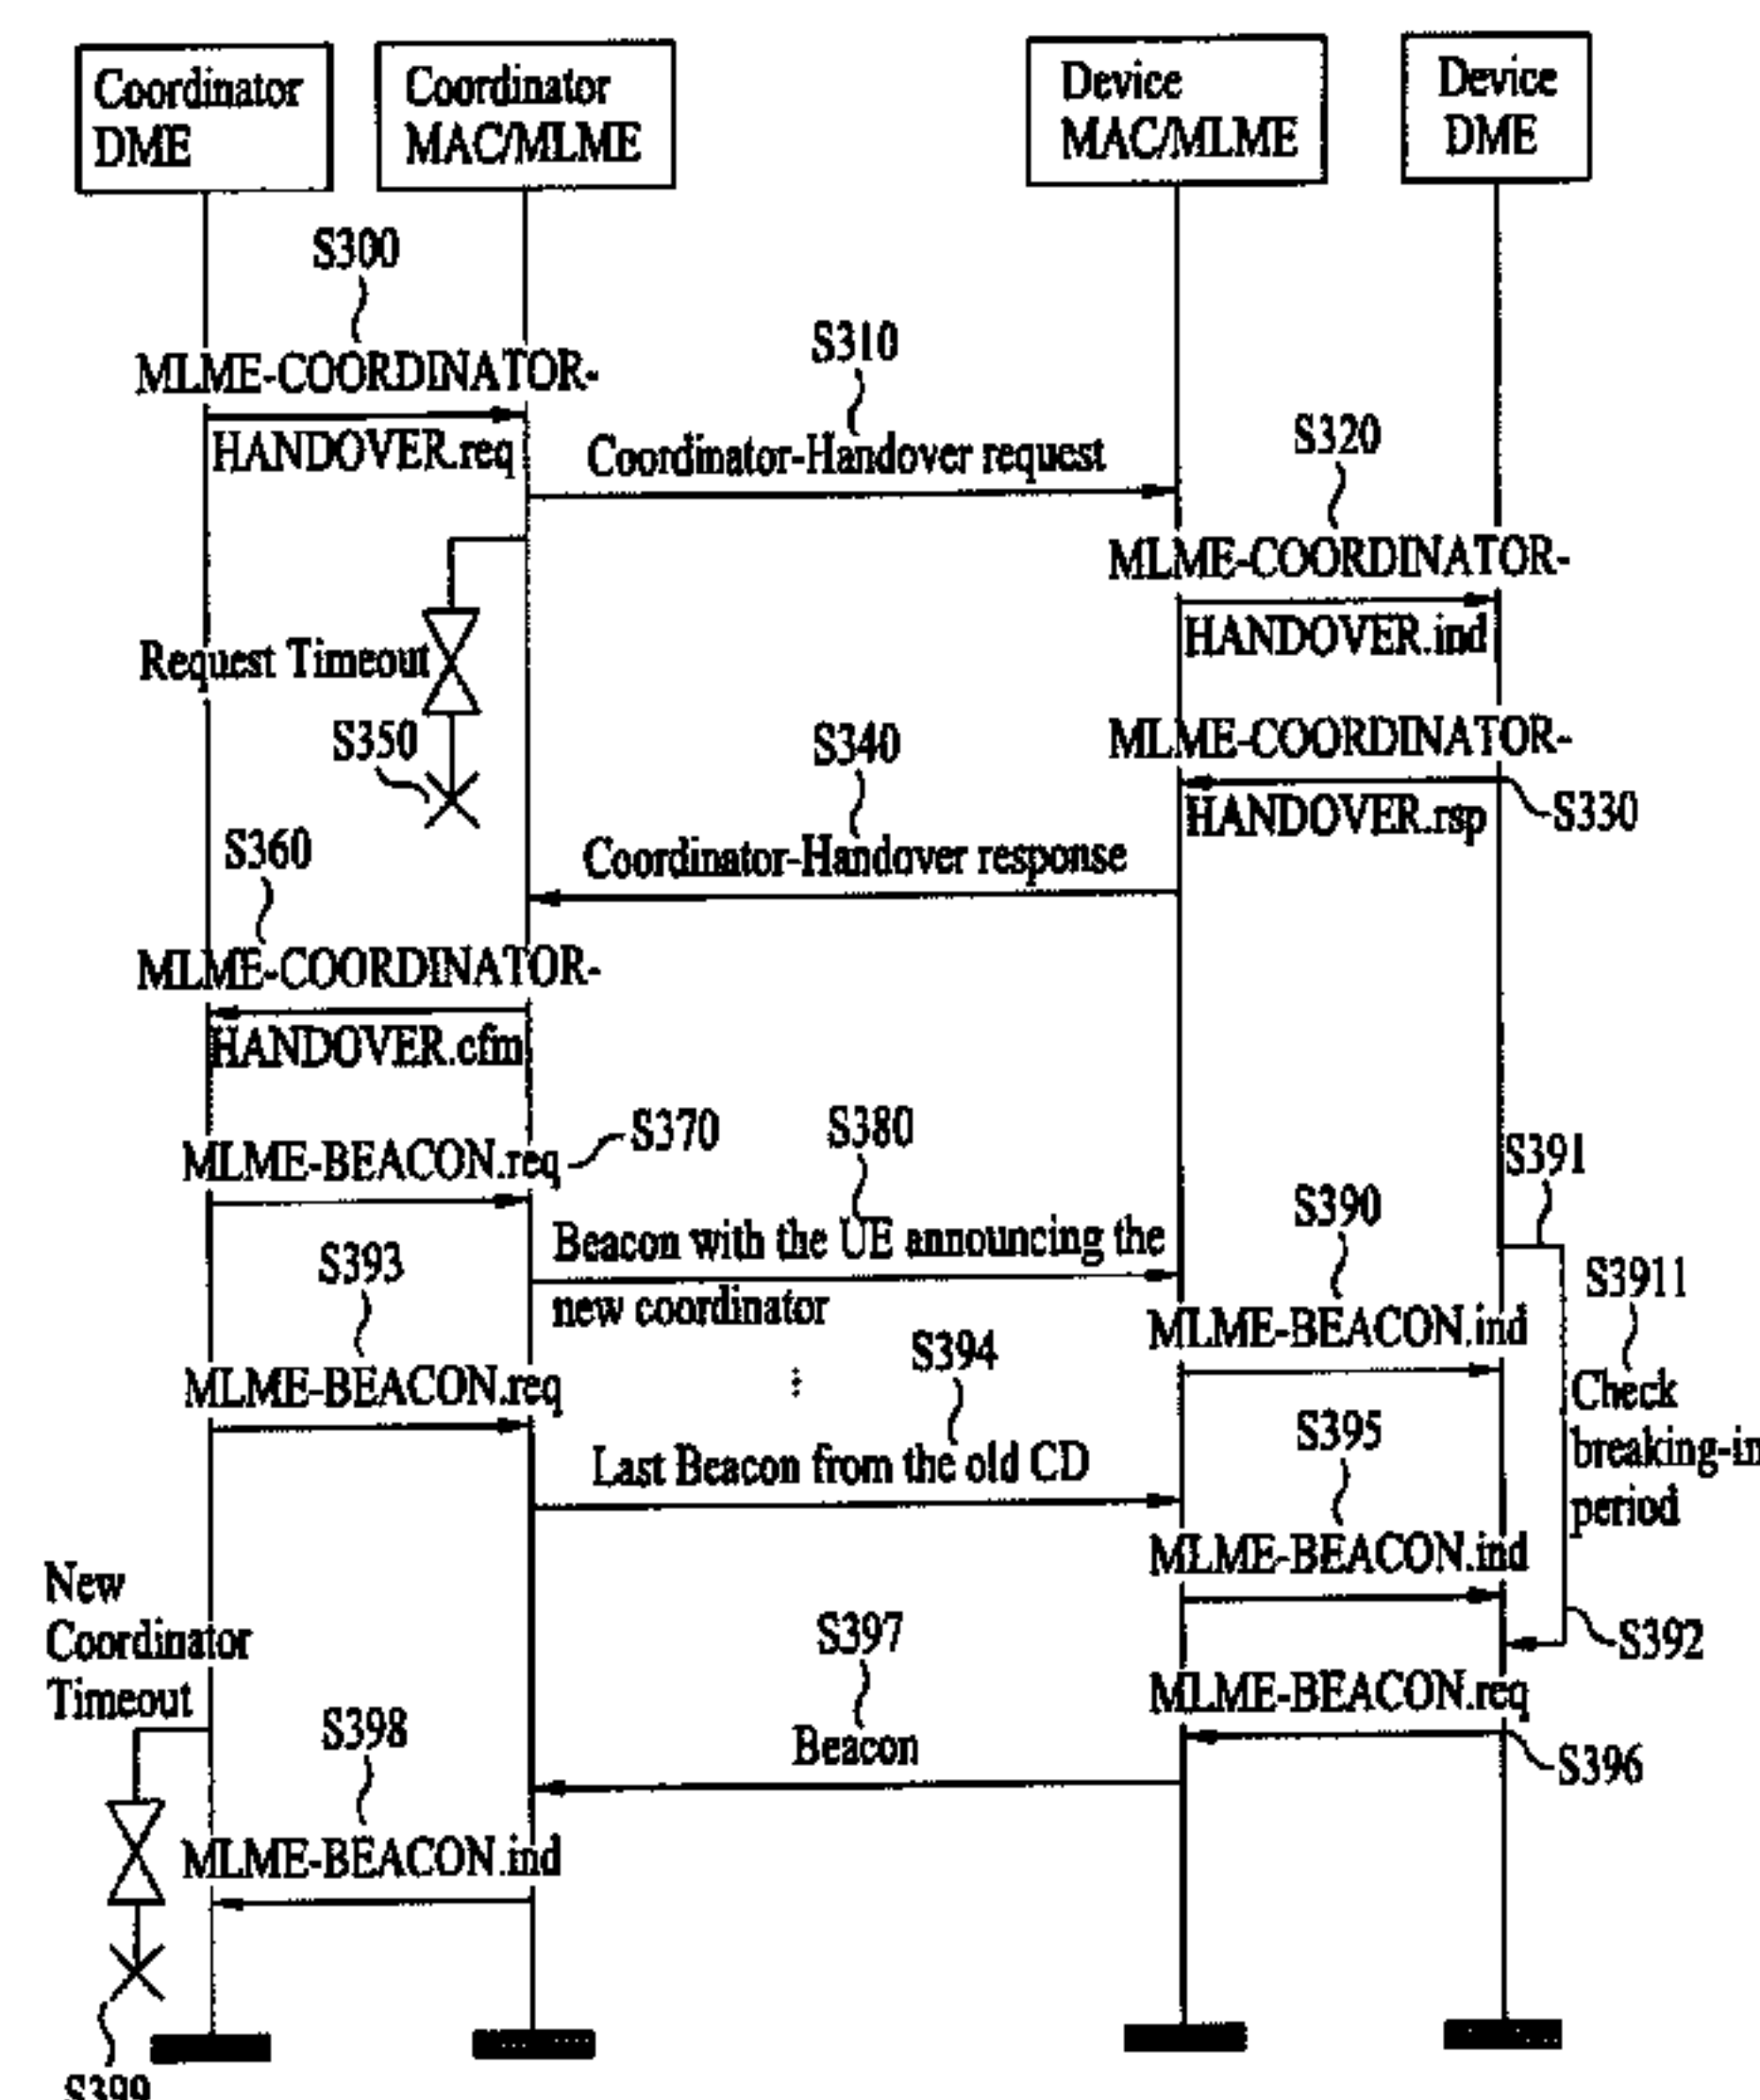 Coordinator
DME
Coordinator
MAC/MLME
Device
MAC/MLME
Device
DME
S300
MLME-COORDINATOR-
HANDOVER.req
S310
Coordinator-Handover request
S320
MLME-COORDINATOR-
HANDOVER.ind
Request Timeout
S350
S340
Coordinator-Handover response
MLME-COORDINATOR-
HANDOVER.rsp
S330
S360
MLME-COORDINATOR-
HANDOVER.cfm
MLME-BEACON.req
S370
S380
Beacon with the UE announcing the
new coordinator
S390
MLME-BEACON.ind
S391
S3911
Check
breaking-in
period
S393
MLME-BEACON.req
S394
Last Beacon from the old CD
S395
MLME-BEACON.ind
S392
New
Coordinator
Timeout
S397
Beacon
MLME-BEACON.req
S396
S398
MLME-BEACON.ind
S399